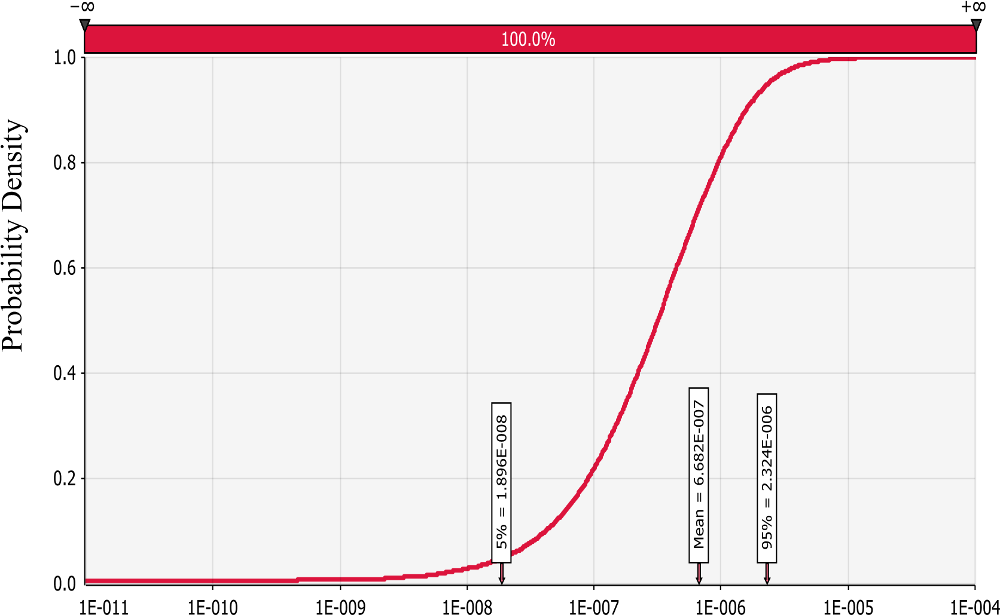 −∞
+∞
100.0%
Probability Density
1.0
0.8
0.6
0.4
0.2
0.0
5% = 1.896E-008
Mean = 6.682E-007
95% = 2.324E-006
1E-011
1E-010
1E-009
1E-008
1E-007
1E-006
1E-005
1E-004